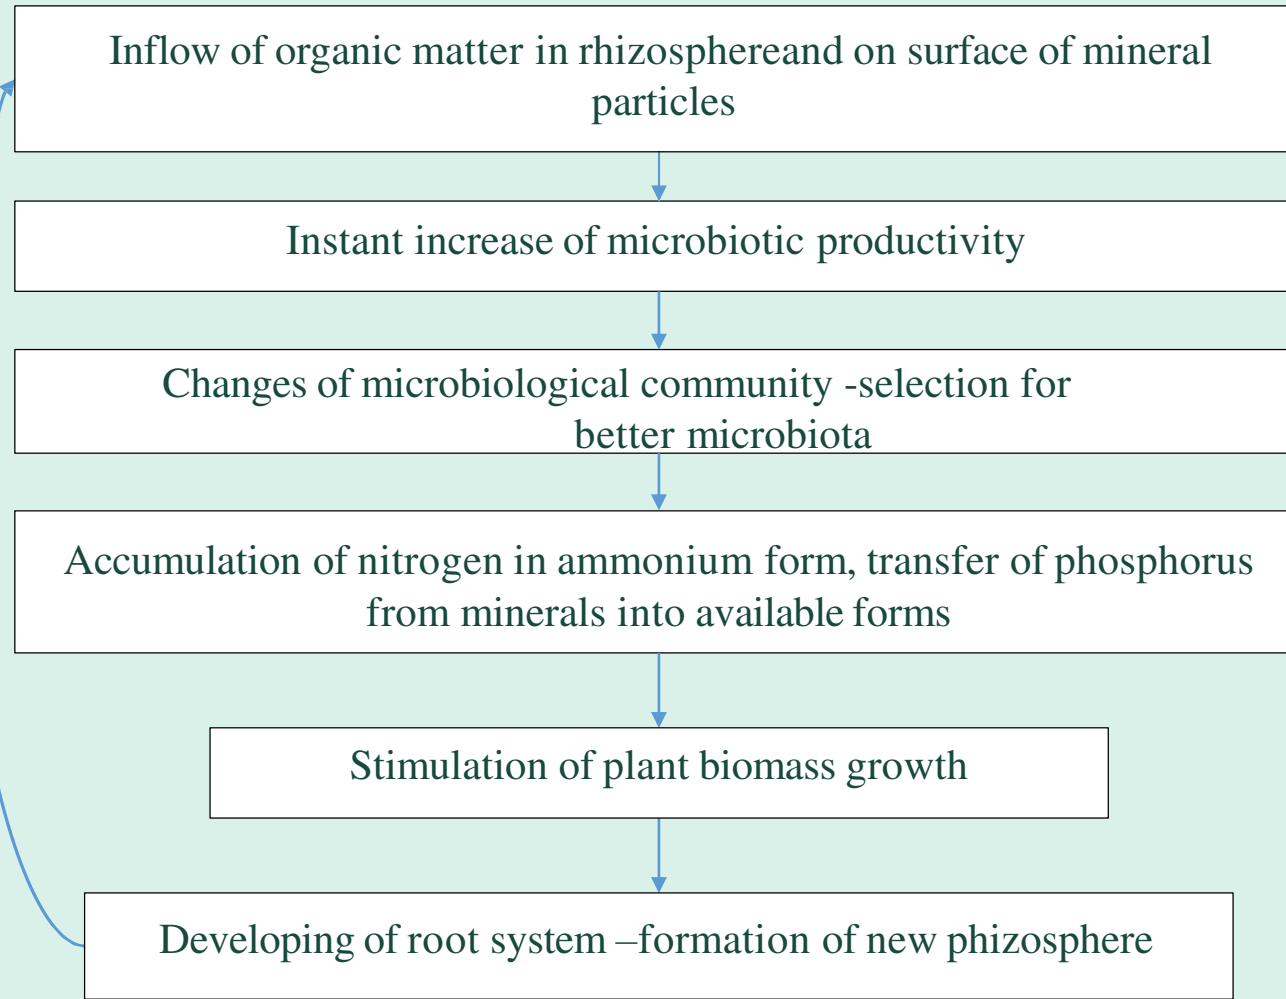 Inflow of organic matter in rhizosphereand on surface of mineral
particles
Instant increase of microbiotic productivity
Changes of microbiological community -selection for
better microbiota
Accumulation of nitrogen in ammonium form, transfer of phosphorus
from minerals into available forms
Stimulation of plant biomass growth
Developing of root system –formation of new phizosphere